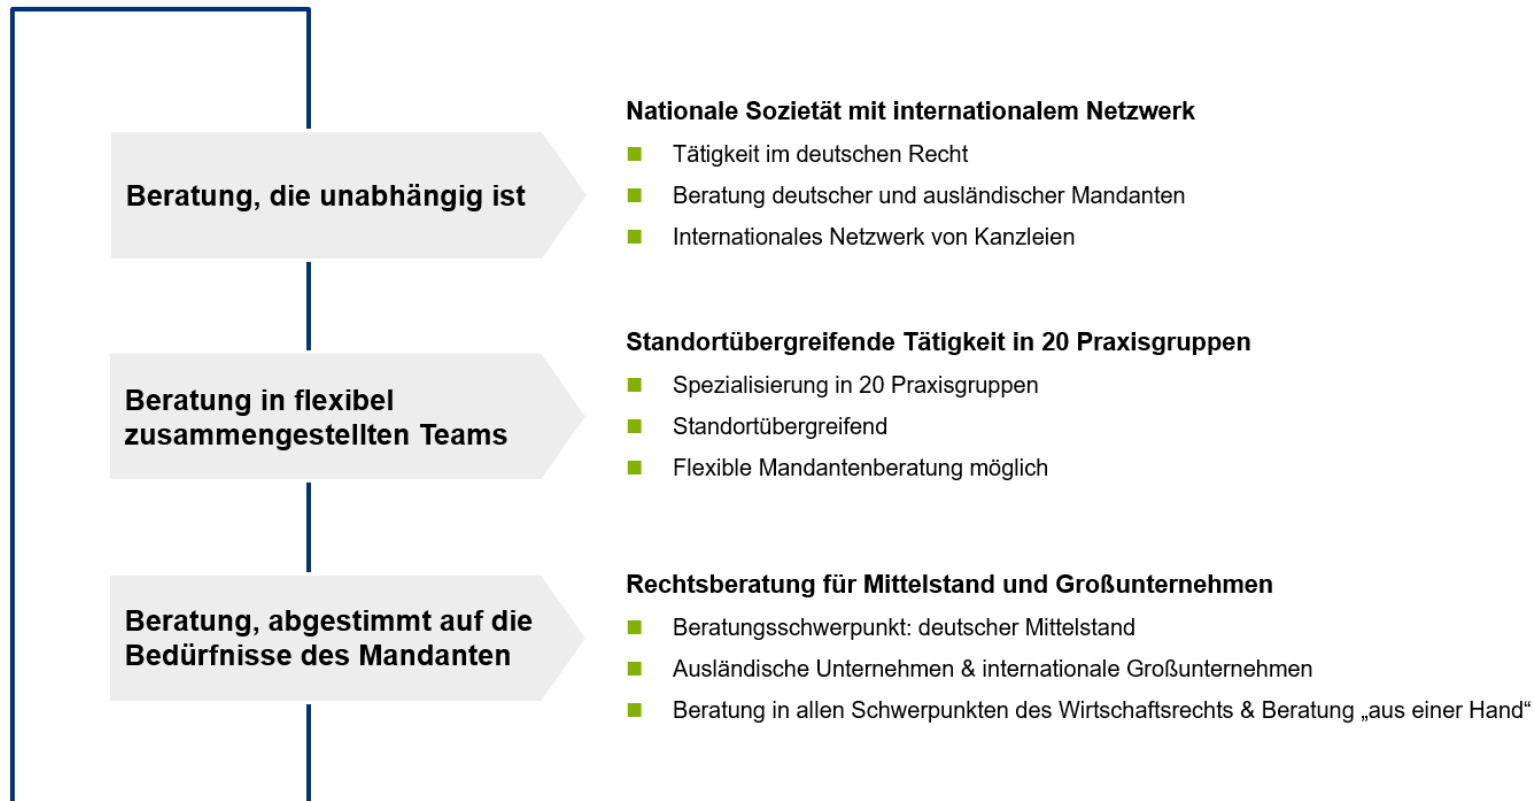 Nationale Sozietät mit internationalem Netzwerk
Tätigkeit im deutschen Recht
Beratung, die unabhängig ist
Beratung deutscher und ausländischer Mandanten
Internationales Netzwerk von Kanzleien
Standortübergreifende Tätigkeit in 20 Praxisgruppen
Spezialisierung in 20 Praxisgruppen
Beratung in flexibel
zusammengestellten Teams
Standortübergreifend
Flexible Mandantenberatung möglich
Rechtsberatung für Mittelstand und Großunternehmen
Beratung, abgestimmt auf die
Bedürfnisse des Mandanten
Beratungsschwerpunkt: deutscher Mittelstand
Ausländische Unternehmen & internationale Großunternehmen
Beratung in allen Schwerpunkten des Wirtschaftsrechts & Beratung „aus einer Hand“